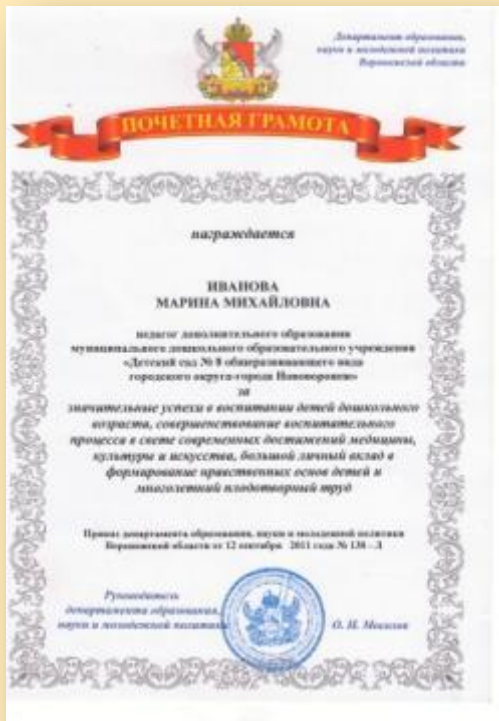 Департамент образования,
науки и молодежной политики
Воронежской области
ПОЧЕТНАЯ ГРАМОТА
награждается
ИВАНОВА
МАРИНА МИХАЙЛОВНА
педагог дополнительного образования
муниципального дошкольного образовательного учреждения
«Детский сад № 8 общеразвивающего вида
городского округа-города Нововоронеж»
за
значительные успехи в воспитании детей дошкольного
возраста, совершенствование воспитательного
процесса в свете современных достижений медицины,
культуры и искусства, большой личный вклад в
формирование нравственных основ детей и
многолетний плодотворный труд
Приказ департамента образования, науки и молодежной политики
Воронежской области от 12 сентября 2011 года № 138 – Л
Руководитель
департамента образования,
науки и молодежной политики
О. Н. Мосолов